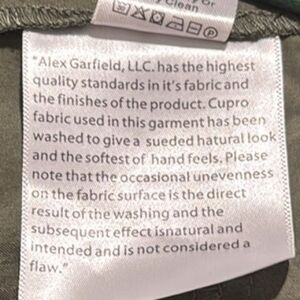 or
y Clean
"Alex Garfield, LLC. has the highest
quality standards in it's fabric and
the finishes of the product. Cupro
fabric used in this garment has been
washed to give a sueded natural look
and the softest of hand feels. Please
note that the occasional unevenness
on the fabric surface is the direct
result of the washing and the
subsequent effect isnatural and
intended and is not considered a
flaw."